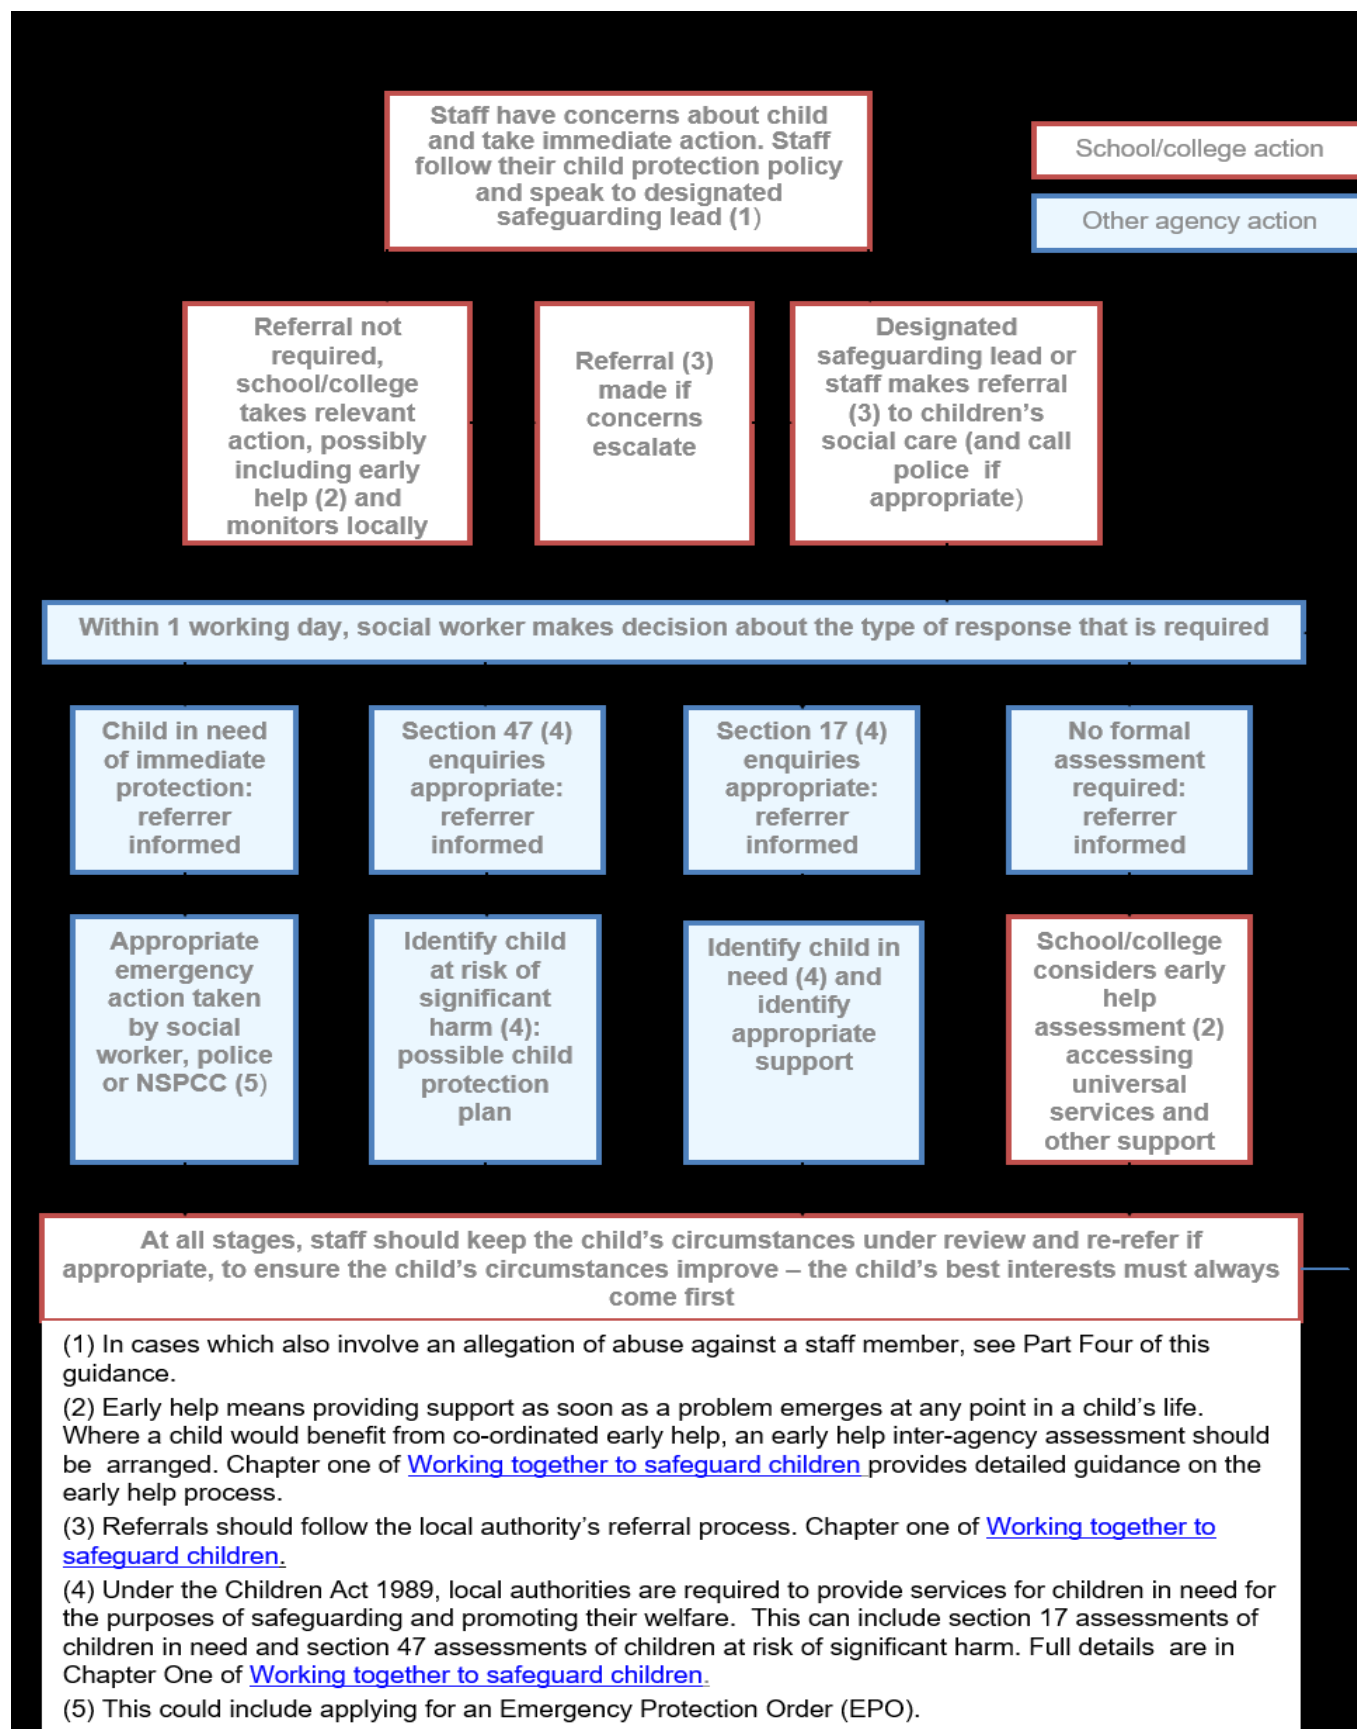 Staff have concerns about child
and take immediate action. Staff
follow their child protection policy
and speak to designated
safeguarding lead (1)
School/college action
Other agency action
Referral not
required,
school/college
takes relevant
action, possibly
including early
help (2) and
monitors locally
Referral (3)
made if
concerns
escalate
Designated
safeguarding lead or
staff makes referral
(3) to children’s
social care (and call
police if
appropriate)
Within 1 working day, social worker makes decision about the type of response that is required
Child in need
of immediate
protection:
referrer
informed
Section 47 (4)
enquiries
appropriate:
referrer
informed
Section 17 (4)
enquiries
appropriate:
referrer
informed
No formal
assessment
required:
referrer
informed
Appropriate
emergency
action taken
by social
worker, police
or NSPCC (5)
Identify child
at risk of
significant
harm (4):
possible child
protection
plan
Identify child in
need (4) and
identify
appropriate
support
School/college
considers early
help
assessment (2)
accessing
universal
services and
other support
At all stages, staff should keep the child’s circumstances under review and re-refer if
appropriate, to ensure the child’s circumstances improve – the child’s best interests must always
come first
(1) In cases which also involve an allegation of abuse against a staff member, see Part Four of this
guidance.
(2) Early help means providing support as soon as a problem emerges at any point in a child’s life.
Where a child would benefit from co-ordinated early help, an early help inter-agency assessment should
be arranged. Chapter one of Working together to safeguard children provides detailed guidance on the
early help process.
(3) Referrals should follow the local authority’s referral process. Chapter one of Working together to
safeguard children.
(4) Under the Children Act 1989, local authorities are required to provide services for children in need for
the purposes of safeguarding and promoting their welfare. This can include section 17 assessments of
children in need and section 47 assessments of children at risk of significant harm. Full details are in
Chapter One of Working together to safeguard children.
(5) This could include applying for an Emergency Protection Order (EPO).